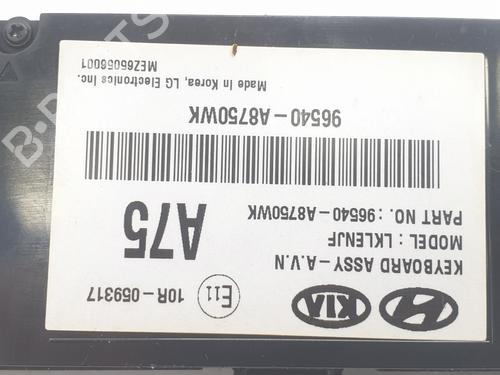 KIA
E11
10R-059317
KEYBOARD ASSY-A.V.N
MODEL : LKLENJF
PART NO. : 96540-A8750WK
A75
96540-A8750WK
Made in Korea, LG Electronics Inc.
MEZ65056001
B-PARTS